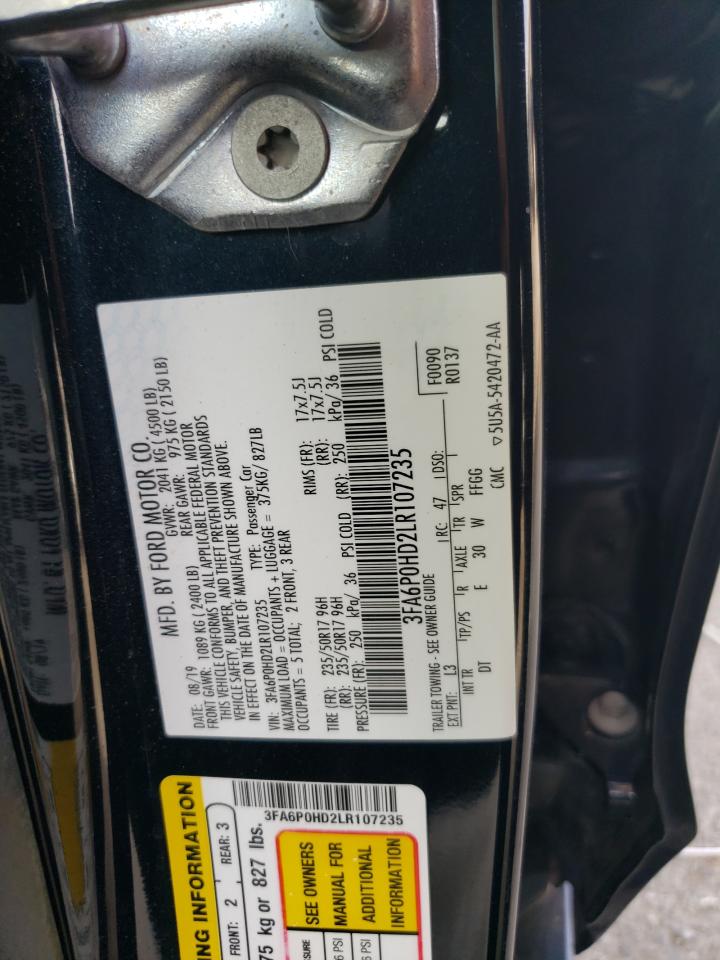 MFD. BY FORD MOTOR CO.
DATE: 08/19 GVWR: 2041 KG ( 4500 LB)
FRONT GAWR: 1089 KG ( 2400 LB) REAR GAWR: 975 KG ( 2150 LB)
THIS VEHICLE CONFORMS TO ALL APPLICABLE FEDERAL MOTOR
VEHICLE SAFETY, BUMPER, AND THEFT PREVENTION STANDARDS
IN EFFECT ON THE DATE OF MANUFACTURE SHOWN ABOVE.
VIN: 3FA6P0HD2LR107235 TYPE: Passenger Car
MAXIMUM LOAD = OCCUPANTS + LUGGAGE = 375KG/ 827LB
OCCUPANTS = 5 TOTAL; 2 FRONT, 3 REAR
TIRE (FR): 235/50R17 96H RIMS (FR): 17x7.5J
(RR): 235/50R17 96H (RR): 17x7.5J
PRESSURE (FR): 250 kPa/ 36 PSI COLD (RR): 250 kPa/ 36 PSI COLD
3FA6P0HD2LR107235
TRAILER TOWING - SEE OWNER GUIDE F0090
EXT PNT: L3 RC: 47 DSO: R0137
INT TR TP/PS R AXLE TR SPR
DT E 30 W FFGG
CMC ▽5U5A-5420472-AA
NG INFORMATION
FRONT: 2 REAR: 3
75 kg or 827 lbs.
3FA6P0HD2LR107235
SSURE
6 PSI
6 PSI
SEE OWNERS
MANUAL FOR
ADDITIONAL
INFORMATION